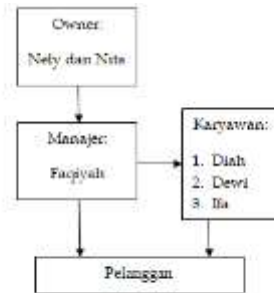 Owner:
Nely dan Nita
Manajer:
Faqiyah
Karyawan:
1. Diah
2. Dewi
3. Ifa
Pelanggan